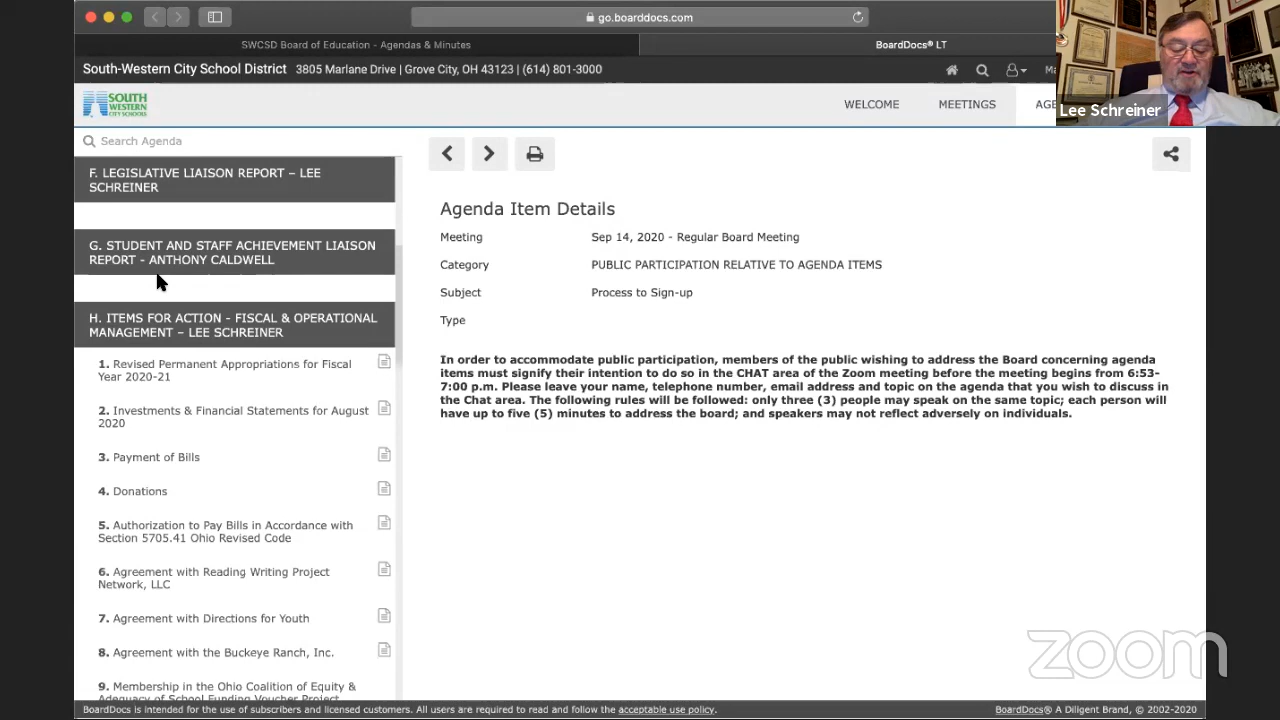 go.boarddocs.com
SWCSD Board of Education - Agendas & Minutes
BoardDocs® LT
South-Western City School District 3805 Marlane Drive | Grove City, OH 43123 | (614) 801-3000
Ma
SOUTH
WESTERN
CITY SCHOOLS
WELCOME
MEETINGS
AGE
Lee Schreiner
Search Agenda
F. LEGISLATIVE LIAISON REPORT – LEE
SCHREINER
G. STUDENT AND STAFF ACHIEVEMENT LIAISON
REPORT - ANTHONY CALDWELL
H. ITEMS FOR ACTION - FISCAL & OPERATIONAL
MANAGEMENT – LEE SCHREINER
1. Revised Permanent Appropriations for Fiscal
Year 2020-21
2. Investments & Financial Statements for August
2020
3. Payment of Bills
4. Donations
5. Authorization to Pay Bills in Accordance with
Section 5705.41 Ohio Revised Code
6. Agreement with Reading Writing Project
Network, LLC
7. Agreement with Directions for Youth
8. Agreement with the Buckeye Ranch, Inc.
9. Membership in the Ohio Coalition of Equity &
Adequacy of School Funding Voucher Project
Agenda Item Details
Meeting Sep 14, 2020 - Regular Board Meeting
Category PUBLIC PARTICIPATION RELATIVE TO AGENDA ITEMS
Subject Process to Sign-up
Type
In order to accommodate public participation, members of the public wishing to address the Board concerning agenda
items must signify their intention to do so in the CHAT area of the Zoom meeting before the meeting begins from 6:53-
7:00 p.m. Please leave your name, telephone number, email address and topic on the agenda that you wish to discuss in
the Chat area. The following rules will be followed: only three (3) people may speak on the same topic; each person will
have up to five (5) minutes to address the board; and speakers may not reflect adversely on individuals.
zoom
BoardDocs is intended for the use of subscribers and licensed customers. All users are required to read and follow the acceptable use policy.
BoardDocs® A Diligent Brand, © 2002-2020